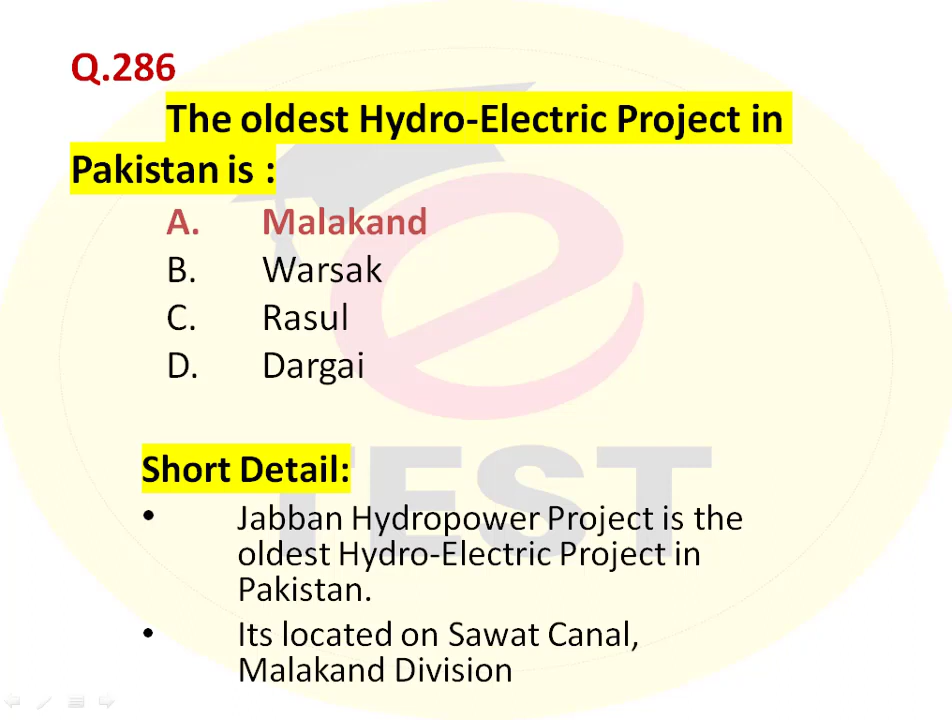 Q.286
The oldest Hydro-Electric Project in
Pakistan is :
A. Malakand
B. Warsak
C. Rasul
D. Dargai
Short Detail:
• Jabban Hydropower Project is the
oldest Hydro-Electric Project in
Pakistan.
• Its located on Sawat Canal,
Malakand Division
e
TEST